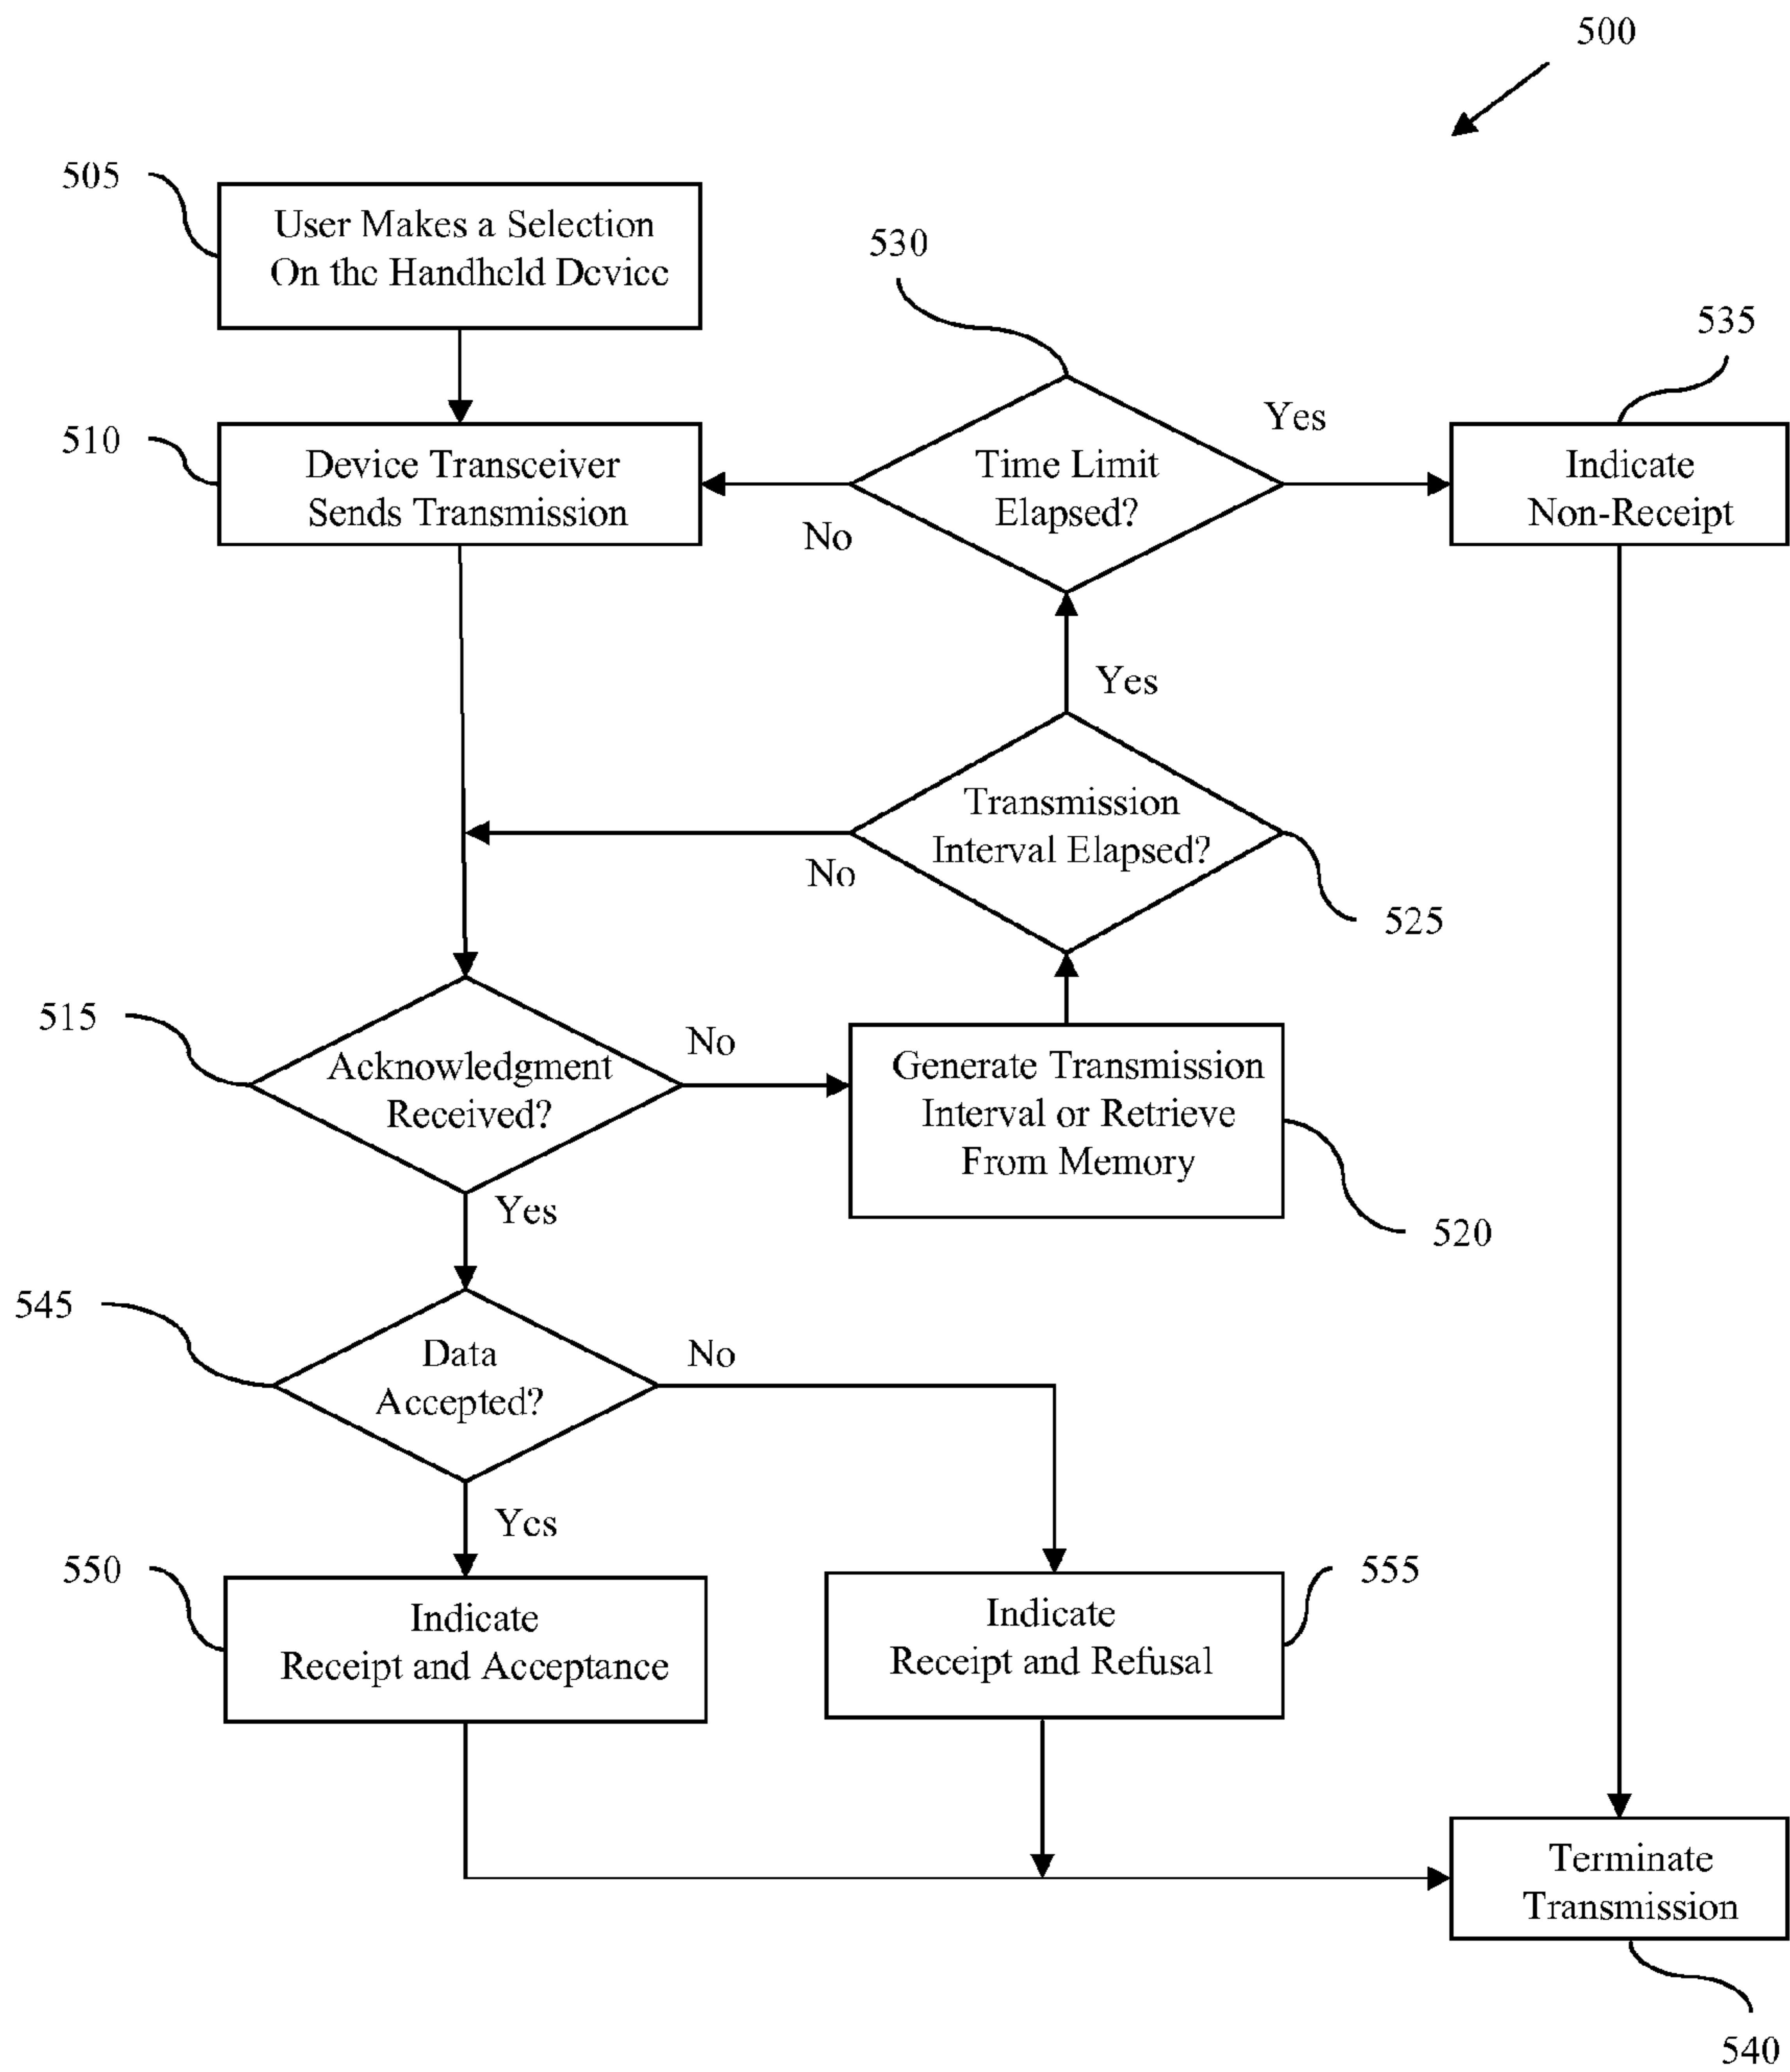 500
505
User Makes a Selection
On the Handheld Device
530
535
510
Device Transceiver
Sends Transmission
Time Limit
Elapsed?
Yes
No
Indicate
Non-Receipt
Yes
Transmission
Interval Elapsed?
No
525
515
Acknowledgment
Received?
No
Generate Transmission
Interval or Retrieve
From Memory
520
Yes
545
Data
Accepted?
No
Yes
550
Indicate
Receipt and Acceptance
Indicate
Receipt and Refusal
555
Terminate
Transmission
540